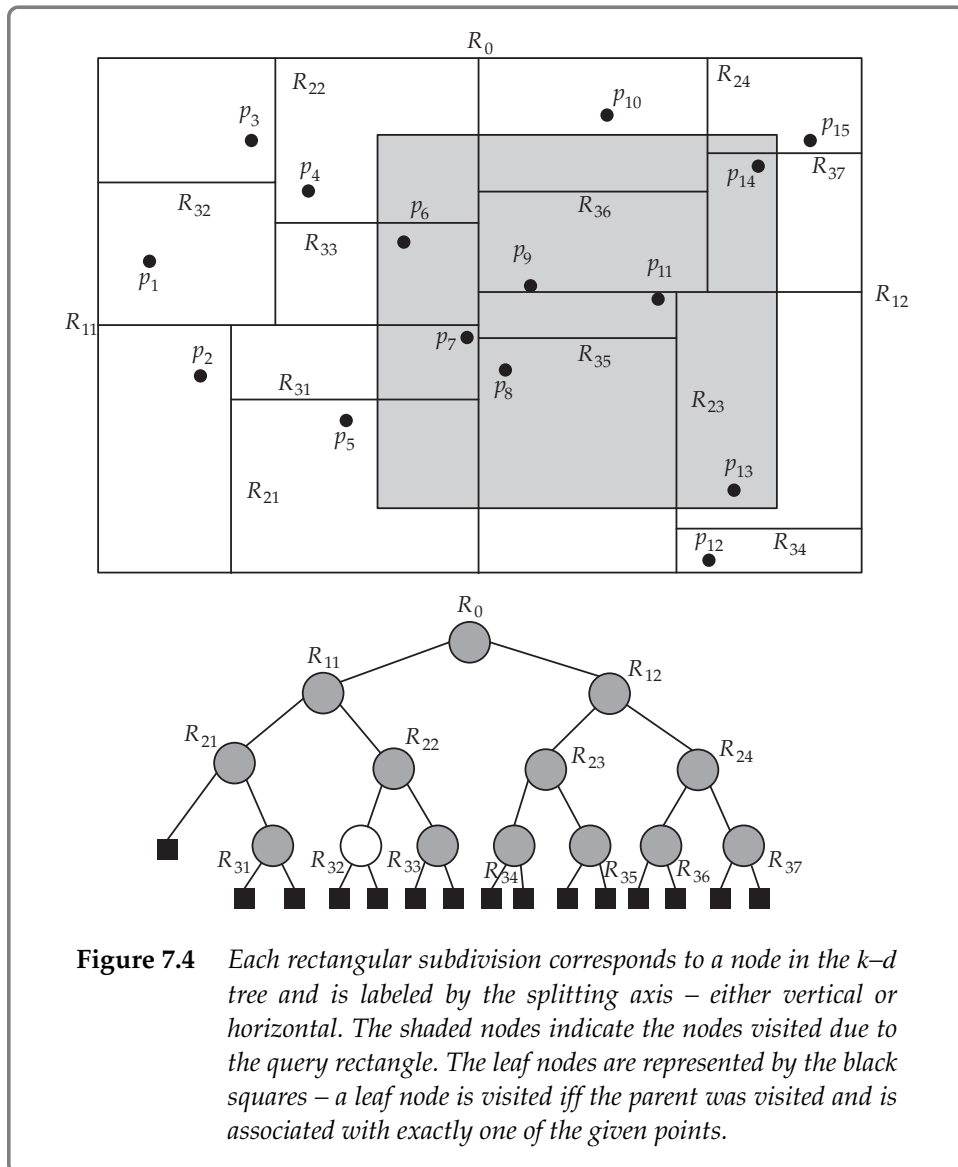 R0
R22
R24
p10
p3
p15
p4
p14
R37
R32
p6
R36
R33
p9
p11
p1
R12
R11
p7
p2
R35
p8
R31
R23
p5
p13
R21
p12
R34
R0
R11
R12
R21
R22
R23
R24
R31
R32
R33
R34
R35
R36
R37
Figure 7.4 Each rectangular subdivision corresponds to a node in the k–d
tree and is labeled by the splitting axis – either vertical or
horizontal. The shaded nodes indicate the nodes visited due to
the query rectangle. The leaf nodes are represented by the black
squares – a leaf node is visited iff the parent was visited and is
associated with exactly one of the given points.